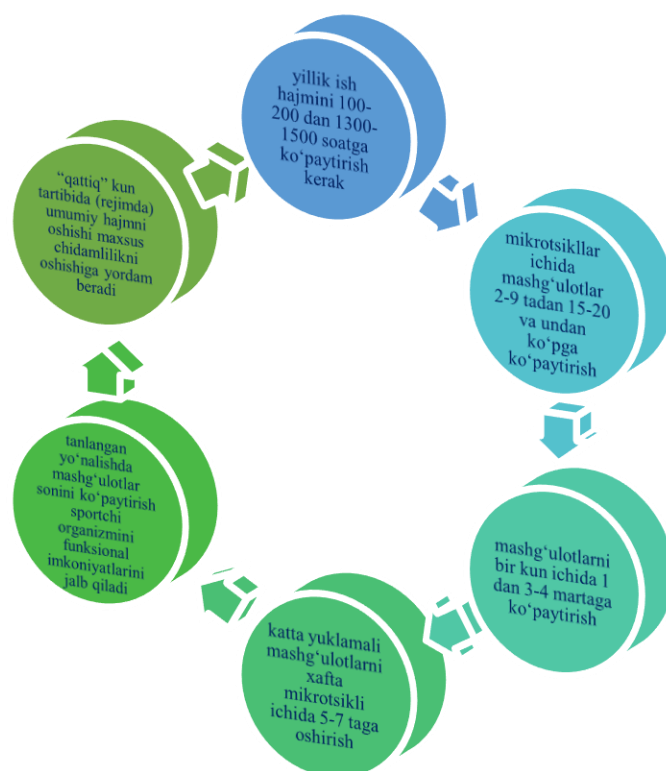 yillik ish
hajmini 100-
200 dan 1300-
1500 soatga
ko‘paytirish
kerak
mikrotsikllar
ichida
mashg‘ulotlar
2-9 tadan 15-20
va undan
ko‘pga
ko‘paytirish
mashg‘ulotlarni
bir kun ichida 1
dan 3-4 martaga
ko‘paytirish
katta yuklamali
mashg‘ulotlarni
xafta
mikrotsikli
ichida 5-7 taga
oshirish
tanlangan
yo‘nalishda
mashg‘ulotlar
sonini ko‘paytirish
sportchi
organizmini
funksional
imkoniyatlarini
jalb qiladi
“qattiq” kun
tartibida (rejimda)
umumiy hajmni
oshishi maxsus
chidamlilikni
oshishiga yordam
beradi